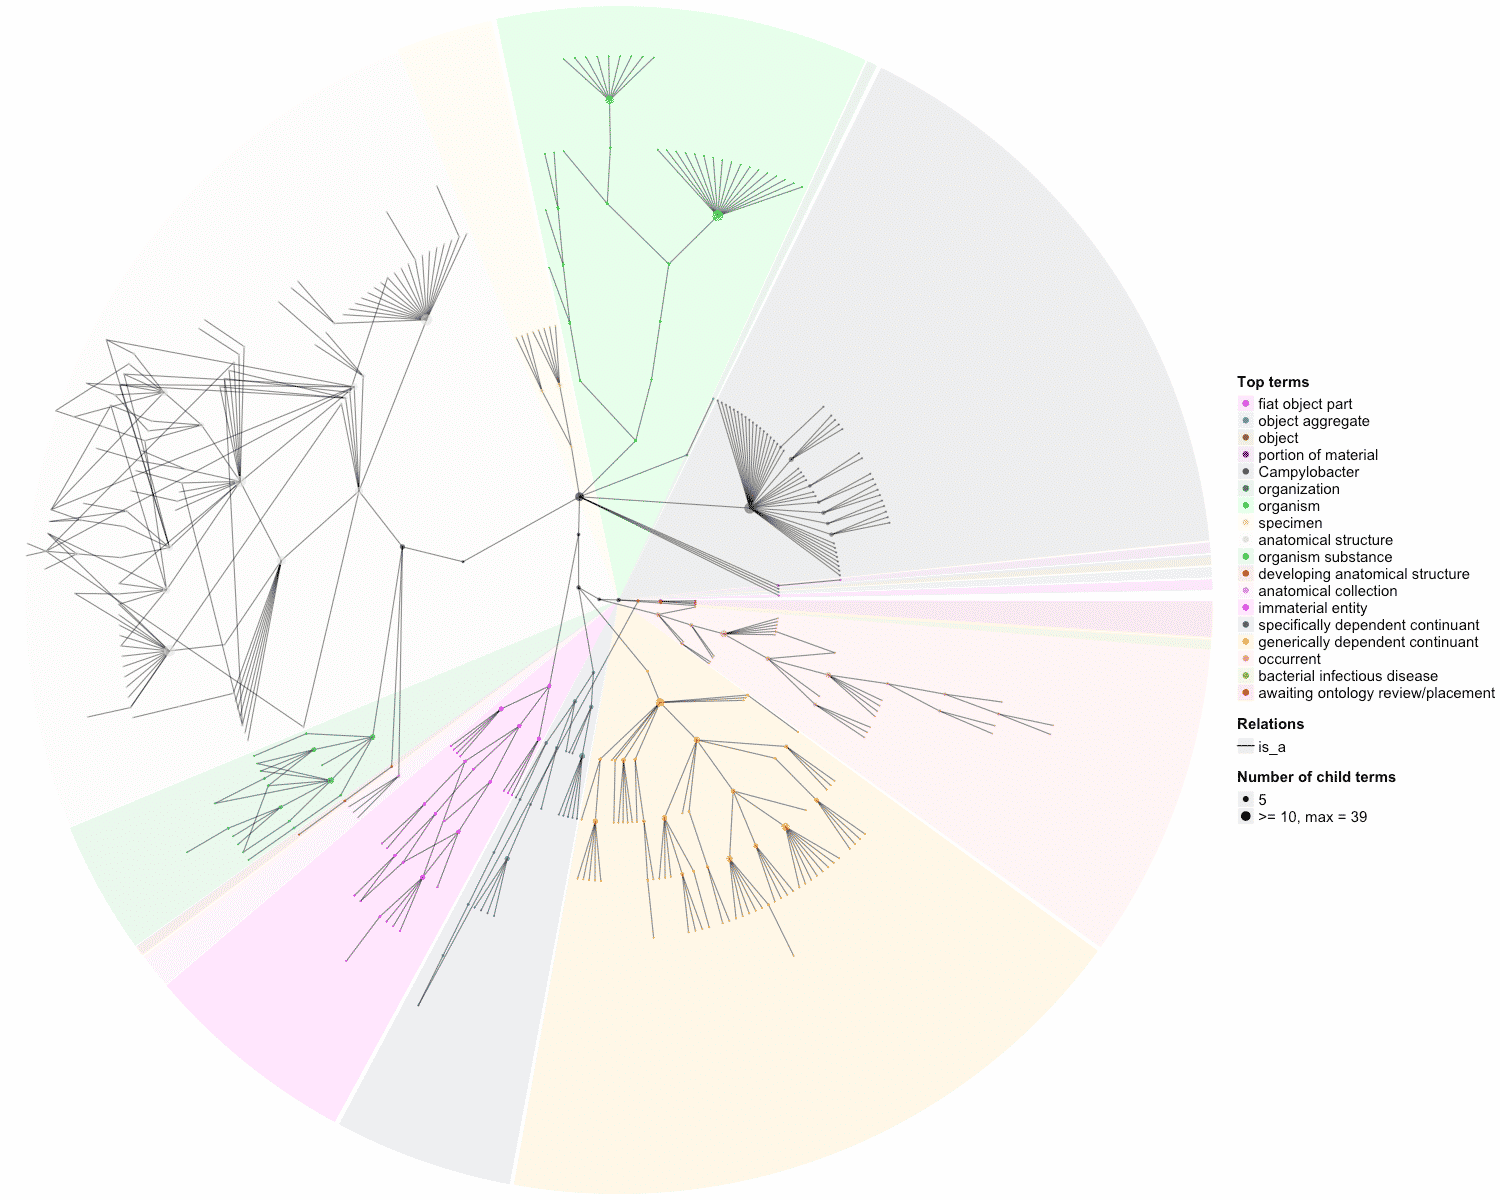 Top terms
fiat object part
object aggregate
object
portion of material
Campylobacter
organization
organism
specimen
anatomical structure
organism substance
developing anatomical structure
anatomical collection
immaterial entity
specifically dependent continuant
generically dependent continuant
occurrent
bacterial infectious disease
awaiting ontology review/placement
Relations
is_a
Number of child terms
5
>= 10, max = 39